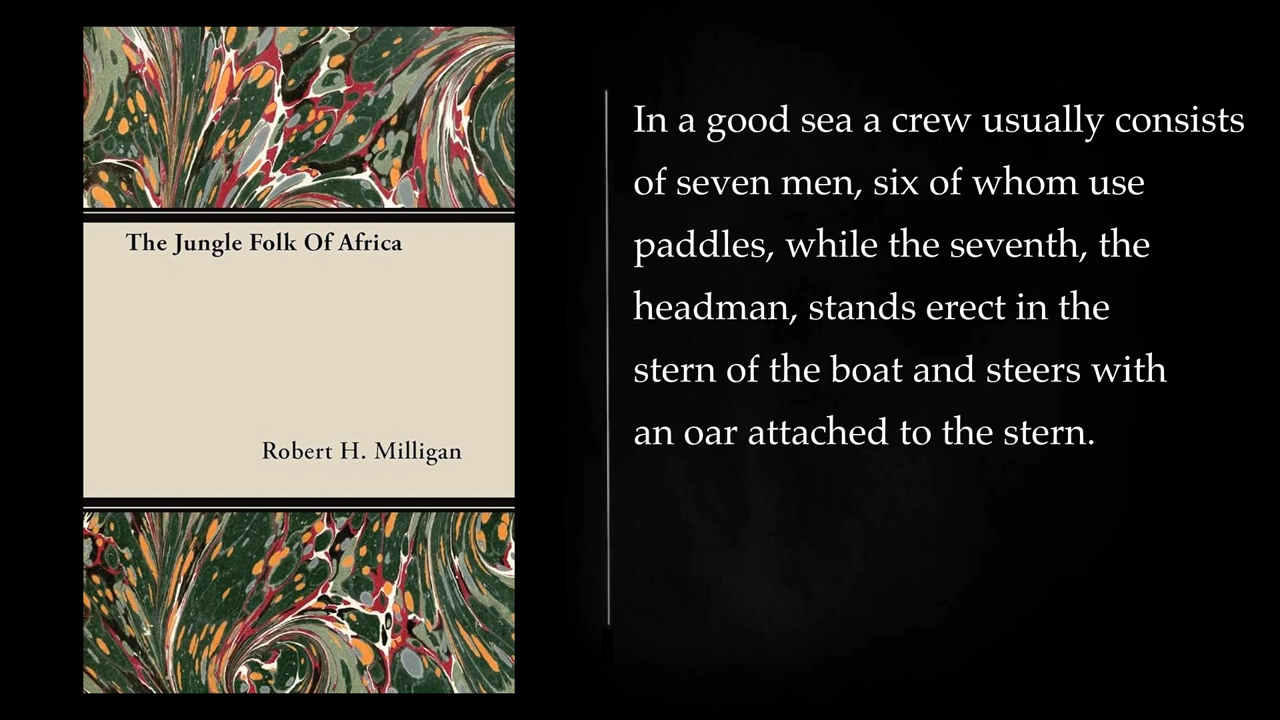 The Jungle Folk Of Africa
Robert H. Milligan
In a good sea a crew usually consists
of seven men, six of whom use
paddles, while the seventh, the
headman, stands erect in the
stern of the boat and steers with
an oar attached to the stern.